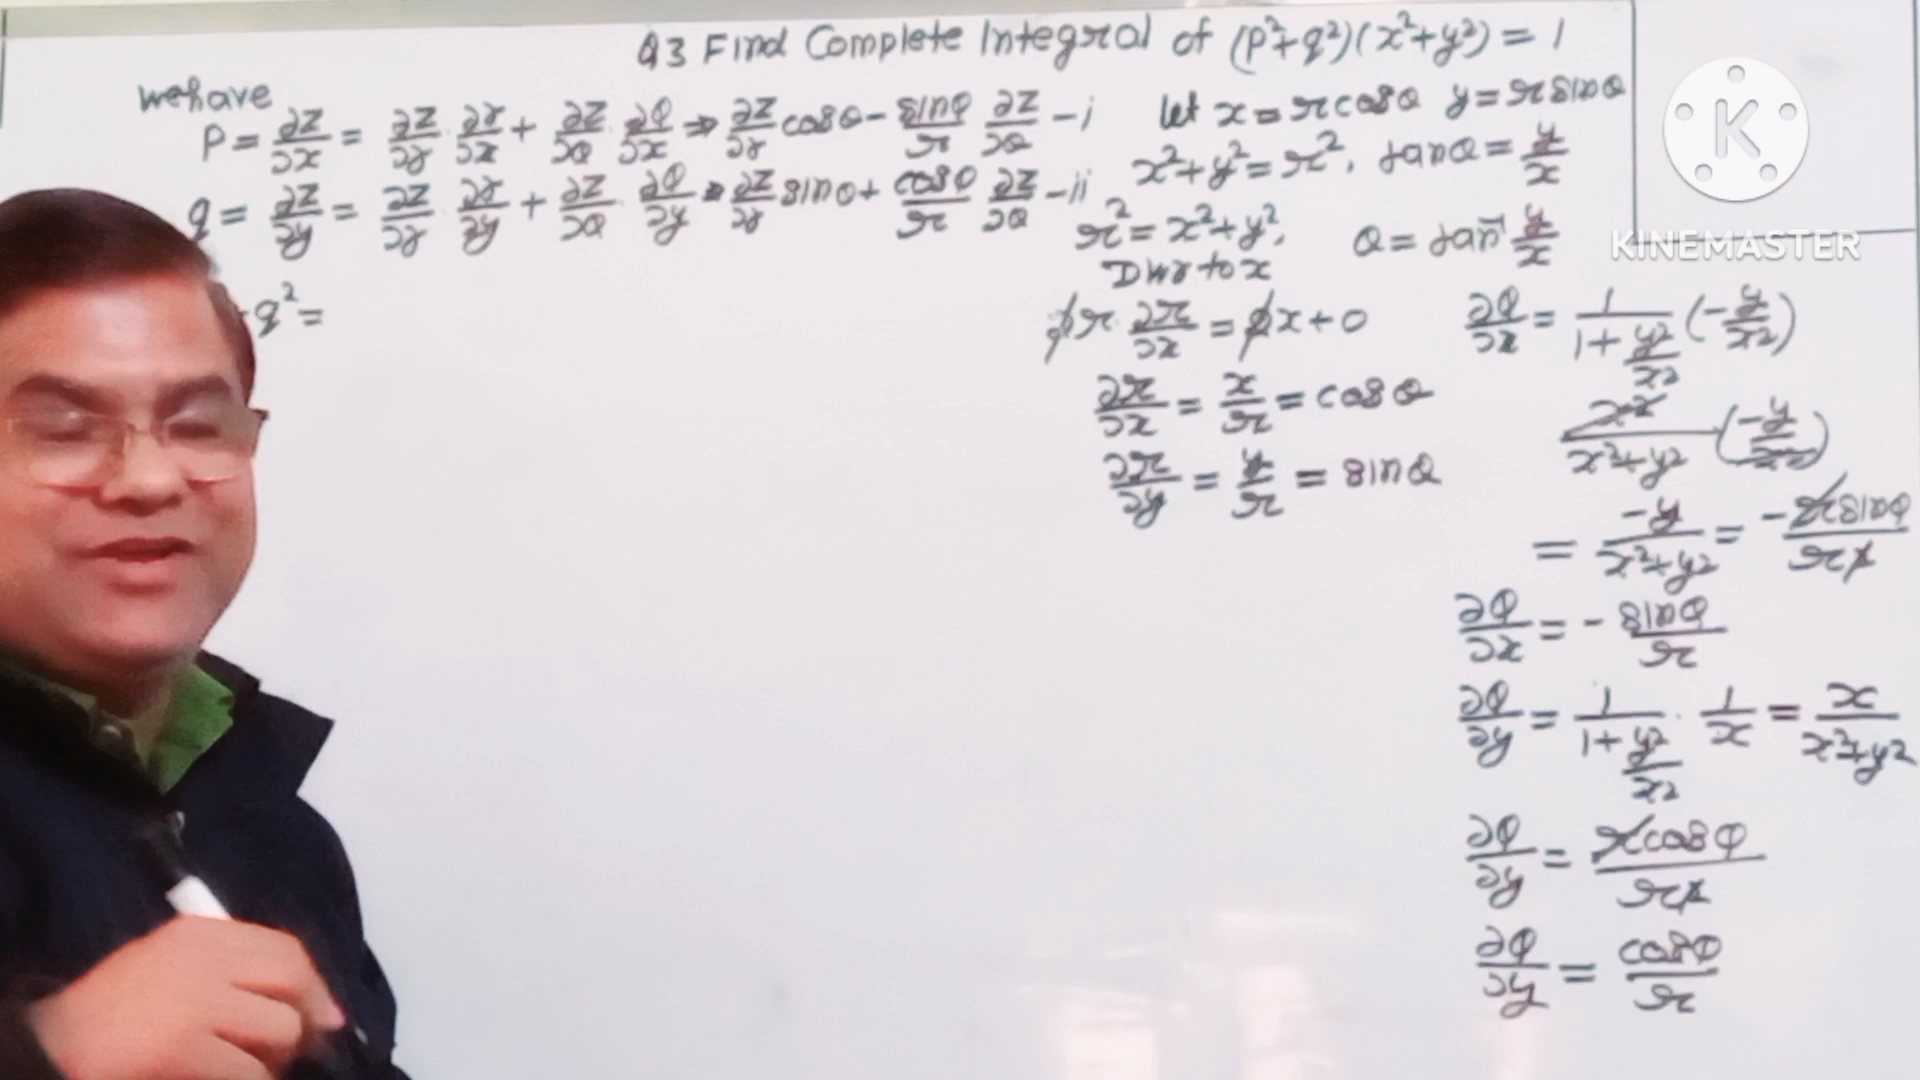 Q3 Find Complete Integral of (p²+q²)(x²+y²) = 1
we have
P = ∂z/∂x = ∂z/∂r · ∂r/∂x + ∂z/∂θ · ∂θ/∂x ⇒ ∂z/∂r cosθ - sinθ/r ∂z/∂θ - i
q = ∂z/∂y = ∂z/∂r · ∂r/∂y + ∂z/∂θ · ∂θ/∂y ⇒ ∂z/∂r sinθ + cosθ/r ∂z/∂θ - ii
q² =
let x = r cosθ y = r sinθ
x²+y² = r², tanθ = y/x
r² = x²+y², θ = tan⁻¹ y/x
D w r to x
2r · ∂r/∂x = 2x + 0
∂r/∂x = x/r = cosθ
∂r/∂y = y/r = sinθ
∂θ/∂x = 1/(1 + y²/x²) (-y/x²)
x²/(x²+y²) (-y/x²)
= -y/(x²+y²) = - r sinθ/r²
∂θ/∂x = - sinθ/r
∂θ/∂y = 1/(1 + y²/x²) · 1/x = x/(x²+y²)
∂θ/∂y = r cosθ/r²
∂θ/∂y = cosθ/r
K
KINEMASTER